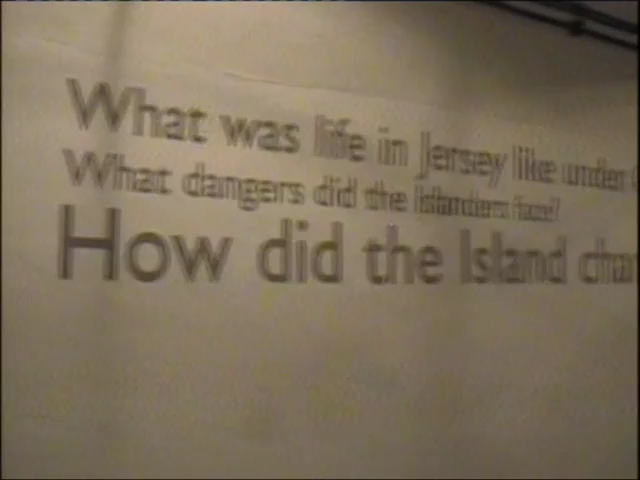 What was life in Jersey like under
What dangers did the Islanders face?
How did the Island